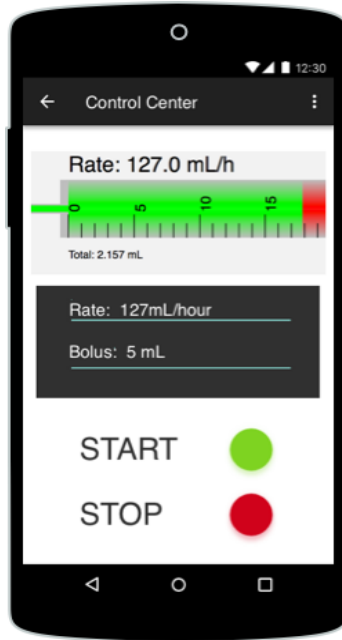 12:30
Control Center
Rate: 127.0 mL/h
0 5 10 15
Total: 2.157 mL
Rate: 127mL/hour
Bolus: 5 mL
START
STOP